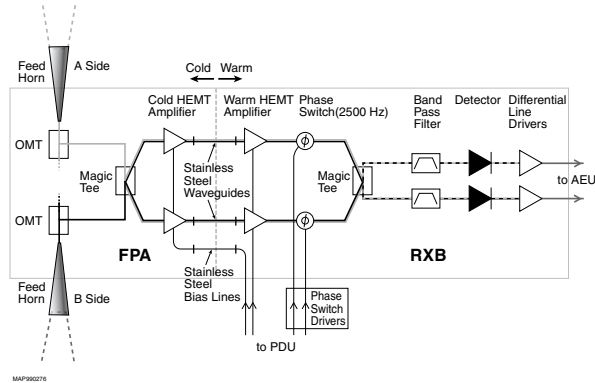 Feed
Horn
A Side
Cold
Warm
Cold HEMT
Amplifier
Warm HEMT
Amplifier
Phase
Switch(2500 Hz)
Band
Pass
Filter
Detector
Differential
Line
Drivers
OMT
Magic
Tee
Stainless
Steel
Waveguides
ϕ
Magic
Tee
to AEU
OMT
ϕ
FPA
RXB
Feed
Horn
B Side
Stainless
Steel
Bias Lines
Phase
Switch
Drivers
to PDU
MAP990276